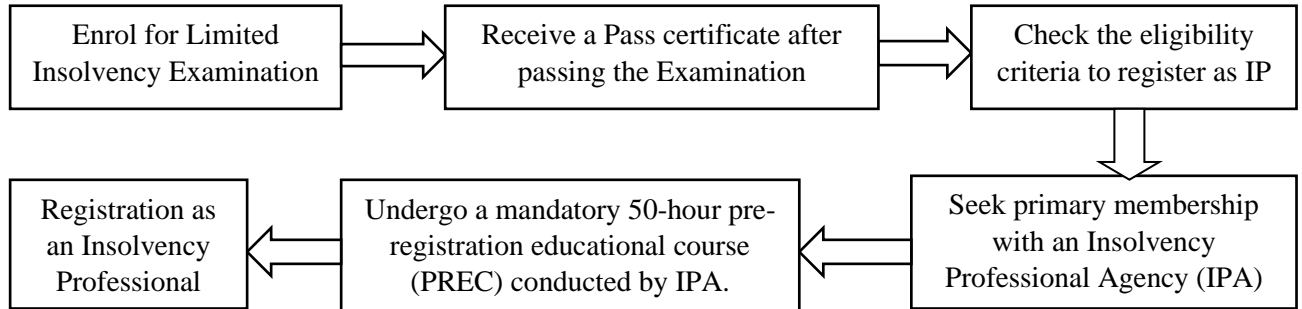 Enrol for Limited
Insolvency Examination
Receive a Pass certificate after
passing the Examination
Check the eligibility
criteria to register as IP
Seek primary membership
with an Insolvency
Professional Agency (IPA)
Undergo a mandatory 50-hour pre-
registration educational course
(PREC) conducted by IPA.
Registration as
an Insolvency
Professional